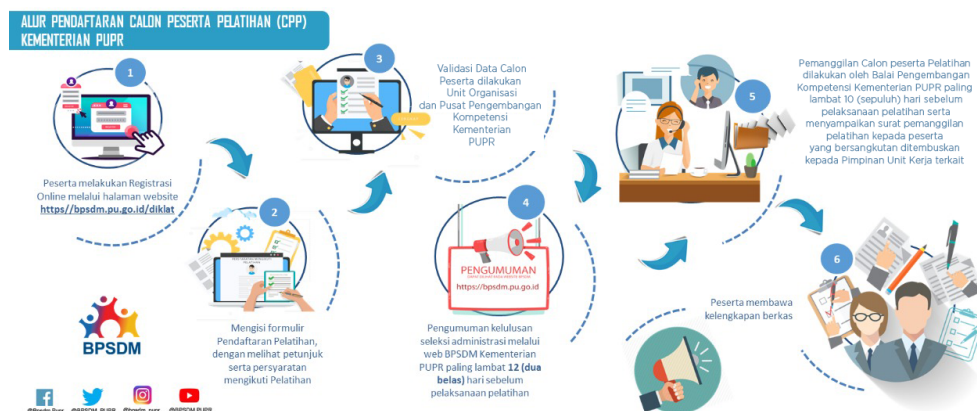 ALUR PENDAFTARAN CALON PESERTA PELATIHAN (CPP)
KEMENTERIAN PUPR
1
Peserta melakukan Registrasi
Online melalui halaman website
https//bpsdm.pu.go.id/diklat
2
Mengisi formulir
Pendaftaran Pelatihan,
dengan melihat petunjuk
serta persyaratan
mengikuti Pelatihan
3
Validasi Data Calon
Peserta dilakukan
Unit Organisasi
dan Pusat Pengembangan
Kompetensi
Kementerian
PUPR
4
PENGUMUMAN
https://bpsdm.pu.go.id
Pengumuman kelulusan
seleksi administrasi melalui
web BPSDM Kementerian
PUPR paling lambat 12 (dua
belas) hari sebelum
pelaksanaan pelatihan
5
Pemanggilan Calon peserta Pelatihan
dilakukan oleh Balai Pengembangan
Kompetensi Kementerian PUPR paling
lambat 10 (sepuluh) hari sebelum
pelaksanaan pelatihan serta
menyampaikan surat pemanggilan
pelatihan kepada peserta
yang bersangkutan ditembuskan
kepada Pimpinan Unit Kerja terkait
6
Peserta membawa
kelengkapan berkas
BPSDM
@BPSDM_PUPR
@bpsdm_pupr
@BPSDM PUPR